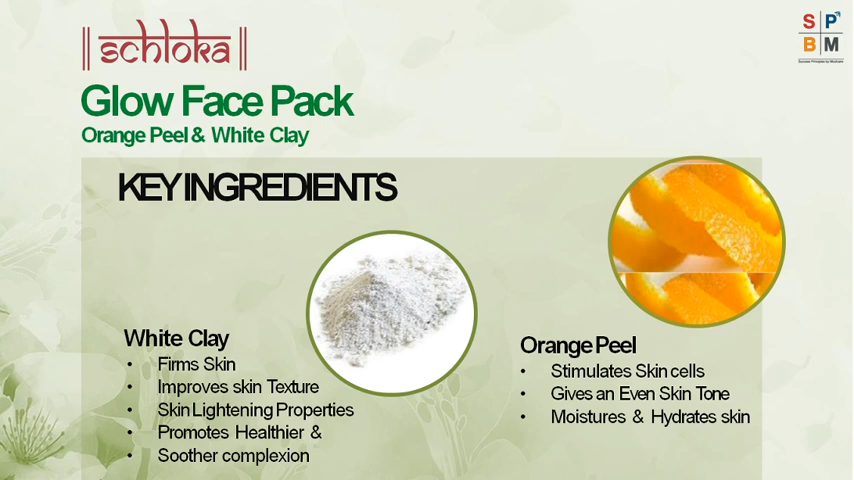 || schloka ||
S P
B M
Glow Face Pack
Orange Peel & White Clay
KEY INGREDIENTS
White Clay
• Firms Skin
• Improves skin Texture
• Skin Lightening Properties
• Promotes Healthier &
• Soother complexion
Orange Peel
• Stimulates Skin cells
• Gives an Even Skin Tone
• Moistures & Hydrates skin